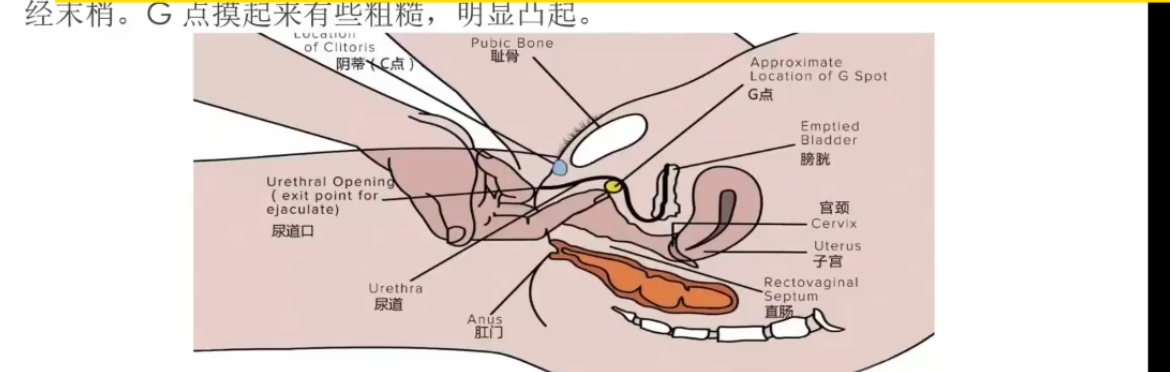 经末梢。G 点摸起来有些粗糙，明显凸起。
Location
of Clitoris
阴蒂（C点）
Pubic Bone
耻骨
Approximate
Location of G Spot
G点
Emptied
Bladder
膀胱
Urethral Opening
( exit point for
ejaculate)
尿道口
宫颈
Cervix
Uterus
子宫
Urethra
尿道
Rectovaginal
Septum
直肠
Anus
肛门